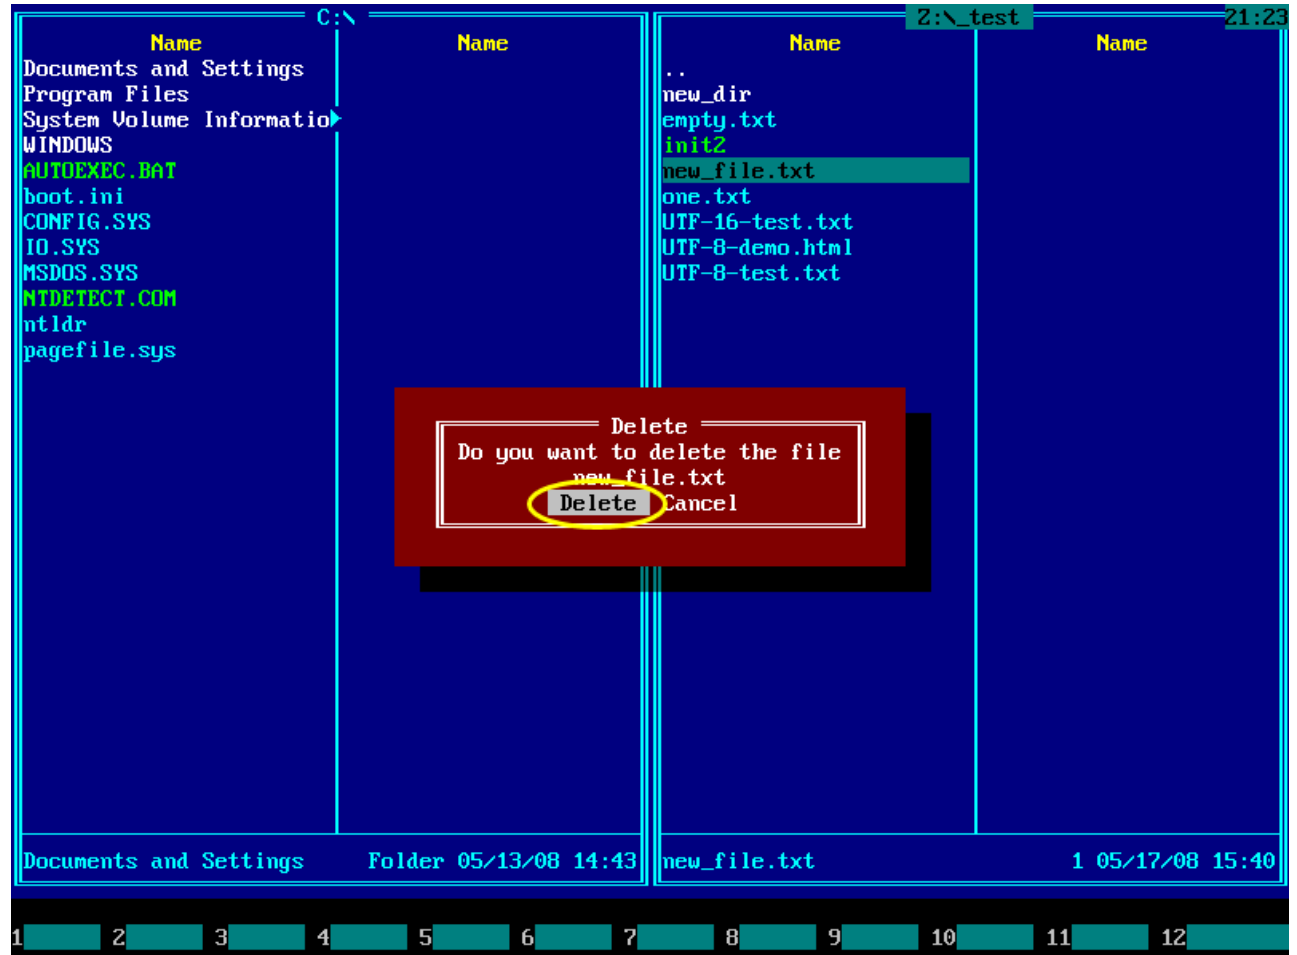 C:\
Name Name
Documents and Settings
Program Files
System Volume Informatio
WINDOWS
AUTOEXEC.BAT
boot.ini
CONFIG.SYS
IO.SYS
MSDOS.SYS
NTDETECT.COM
ntldr
pagefile.sys
Documents and Settings Folder 05/13/08 14:43
Z:\_test 21:23
Name Name
..
new_dir
empty.txt
init2
new_file.txt
one.txt
UTF-16-test.txt
UTF-8-demo.html
UTF-8-test.txt
new_file.txt 1 05/17/08 15:40
Delete
Do you want to delete the file
new_file.txt
Delete Cancel
1 2 3 4 5 6 7 8 9 10 11 12